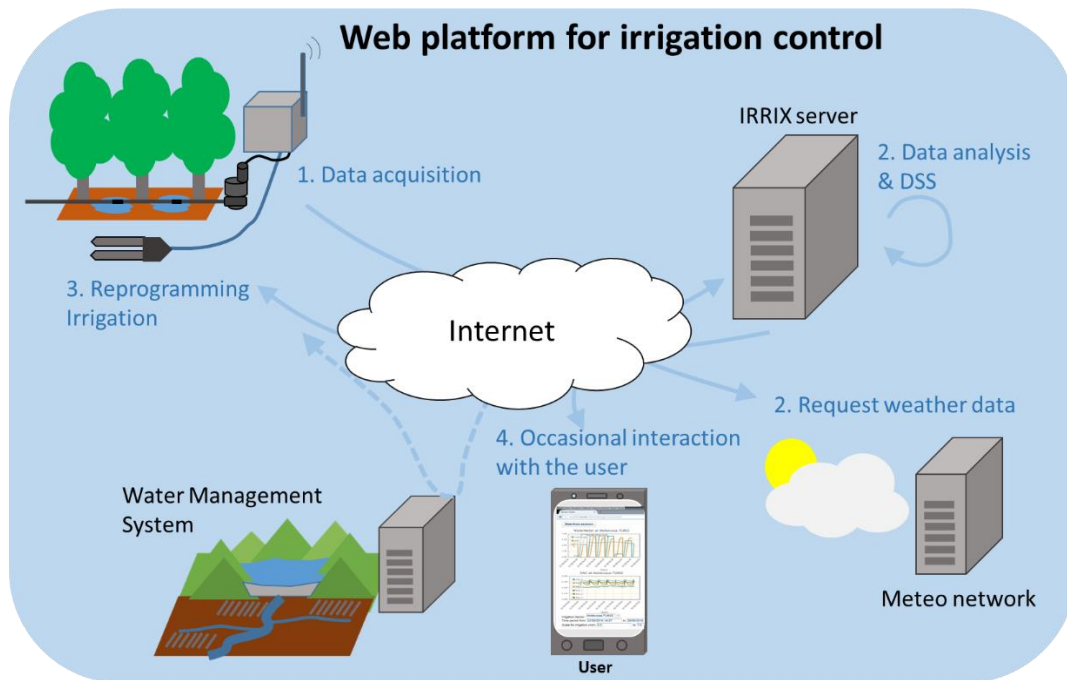 Web platform for irrigation control
IRRIX server
2. Data analysis
& DSS
1. Data acquisition
3. Reprogramming
Irrigation
Internet
2. Request weather data
4. Occasional interaction
with the user
Water Management
System
Meteo network
User